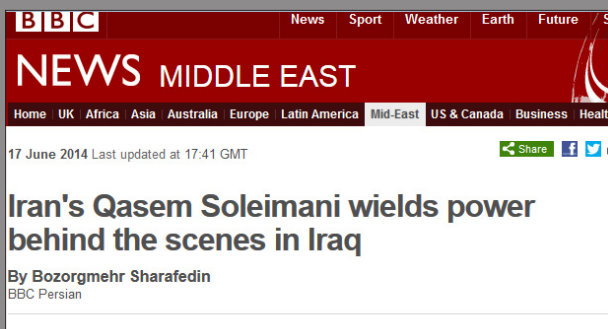 BBC News Sport Weather Earth Future
NEWS MIDDLE EAST
Home UK Africa Asia Australia Europe Latin America Mid-East US & Canada Business Healt
17 June 2014 Last updated at 17:41 GMT Share
Iran's Qasem Soleimani wields power
behind the scenes in Iraq
By Bozorgmehr Sharafedin
BBC Persian